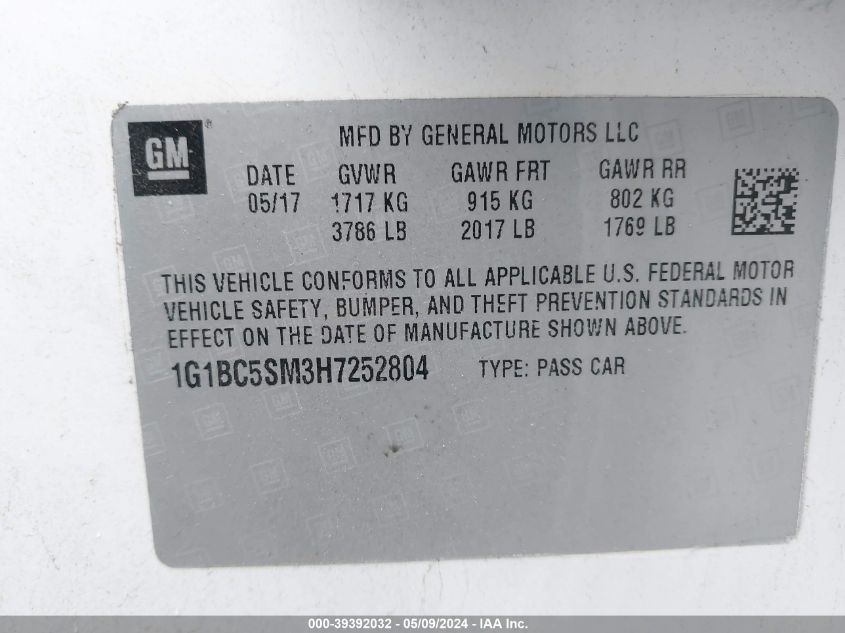 GM ® MFD BY GENERAL MOTORS LLC
DATE GVWR GAWR FRT GAWR RR
05/17 1717 KG 915 KG 802 KG
3786 LB 2017 LB 1769 LB
THIS VEHICLE CONFORMS TO ALL APPLICABLE U.S. FEDERAL MOTOR
VEHICLE SAFETY, BUMPER, AND THEFT PREVENTION STANDARDS IN
EFFECT ON THE DATE OF MANUFACTURE SHOWN ABOVE.
1G1BC5SM3H7252804 TYPE: PASS CAR
000-39392032 - 05/09/2024 - IAA Inc.